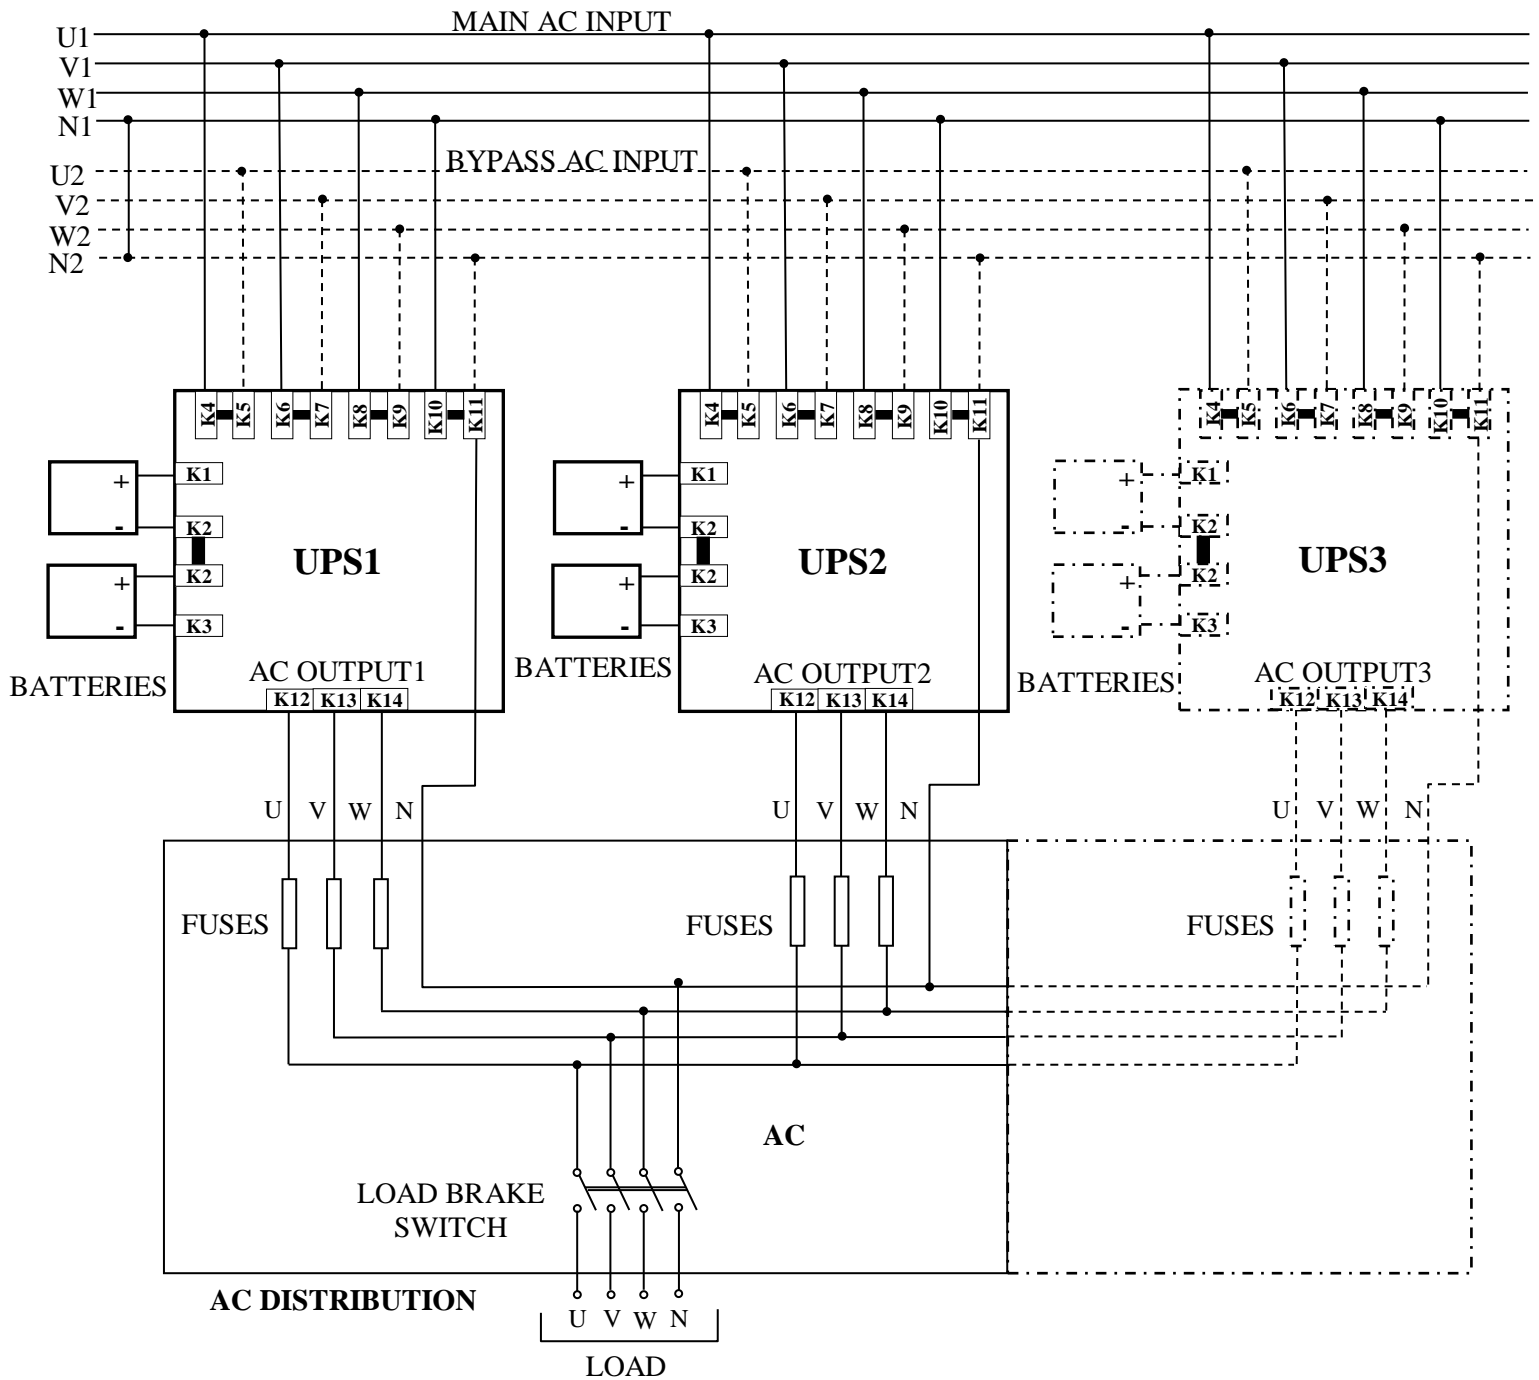 MAIN AC INPUT
U1
V1
W1
N1
BYPASS AC INPUT
U2
V2
W2
N2
K4 K5 K6 K7 K8 K9 K10 K11
K4 K5 K6 K7 K8 K9 K10 K11
K4 K5 K6 K7 K8 K9 K10 K11
+ K1
- K2
UPS1
+ K2
- K3
BATTERIES
AC OUTPUT1
K12 K13 K14
+ K1
- K2
UPS2
+ K2
- K3
BATTERIES
AC OUTPUT2
K12 K13 K14
+ K1
- K2
UPS3
+ K2
- K3
BATTERIES
AC OUTPUT3
K12 K13 K14
U V W N
U V W N
U V W N
FUSES
FUSES
FUSES
AC
LOAD BRAKE
SWITCH
AC DISTRIBUTION
U V W N
LOAD